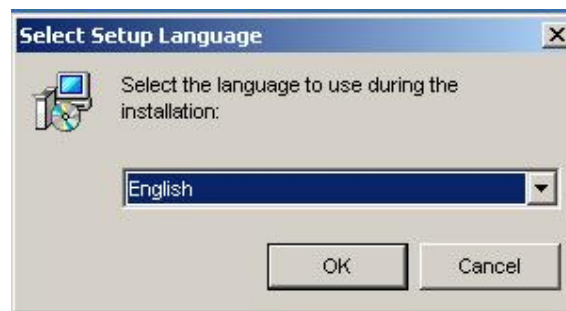 Select Setup Language
Select the language to use during the
installation:
English
OK
Cancel